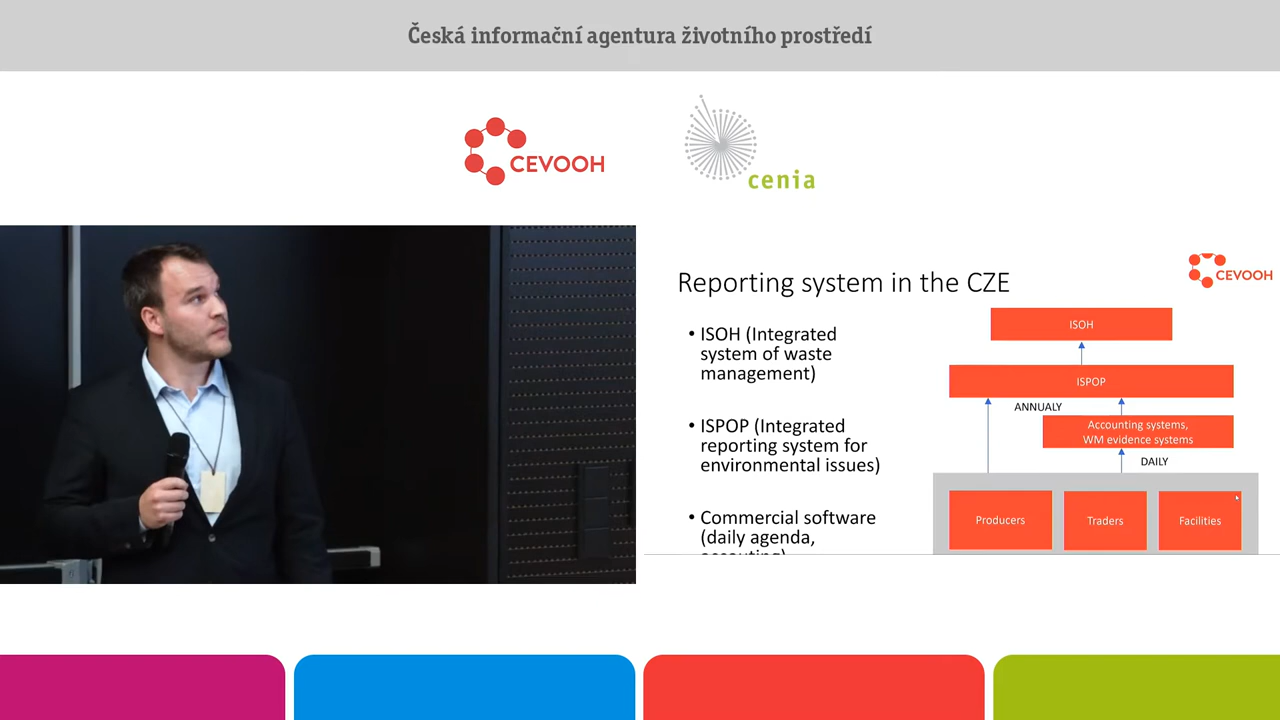 Česká informační agentura životního prostředí
CEVOOH
cenia
CEVOOH
Reporting system in the CZE
• ISOH (Integrated
system of waste
management)
• ISPOP (Integrated
reporting system for
environmental issues)
• Commercial software
(daily agenda,
accouting)
ISOH
ISPOP
ANNUALY
Accounting systems,
WM evidence systems
DAILY
Producers
Traders
Facilities